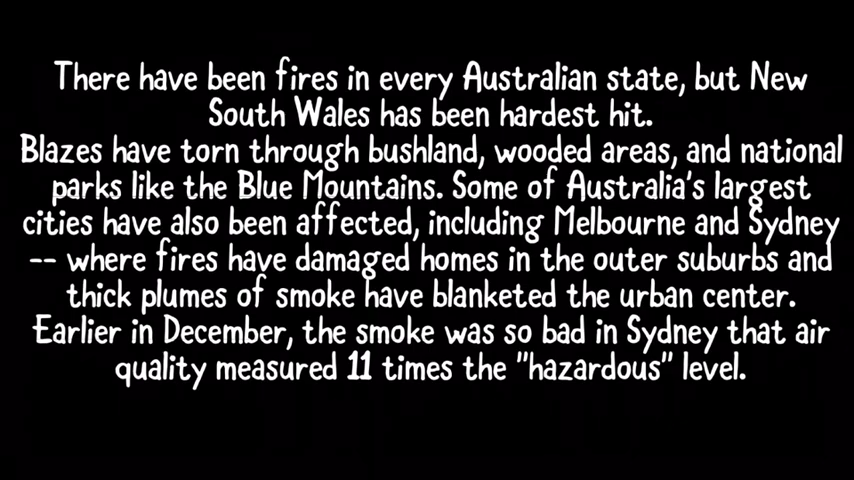 There have been fires in every Australian state, but New
South Wales has been hardest hit.
Blazes have torn through bushland, wooded areas, and national
parks like the Blue Mountains. Some of Australia's largest
cities have also been affected, including Melbourne and Sydney
-- where fires have damaged homes in the outer suburbs and
thick plumes of smoke have blanketed the urban center.
Earlier in December, the smoke was so bad in Sydney that air
quality measured 11 times the "hazardous" level.